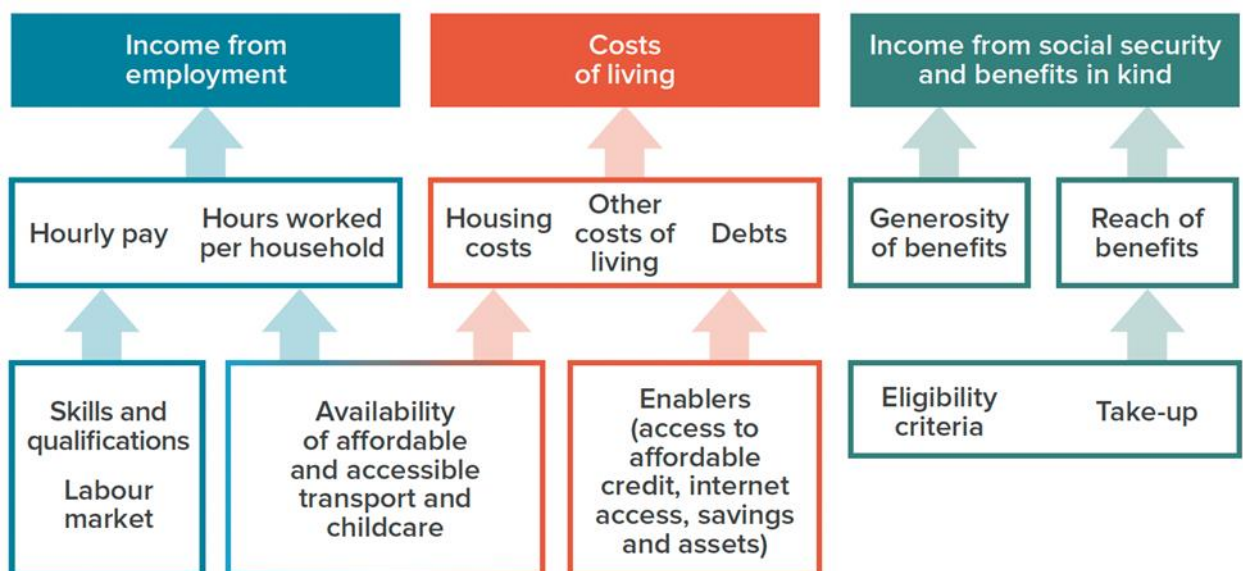 Income from
employment
Costs
of living
Income from social security
and benefits in kind
Hourly pay
Hours worked
per household
Housing
costs
Other
costs of
living
Debts
Generosity
of benefits
Reach of
benefits
Skills and
qualifications
Labour
market
Availability
of affordable
and accessible
transport and
childcare
Enablers
(access to
affordable
credit, internet
access, savings
and assets)
Eligibility
criteria
Take-up